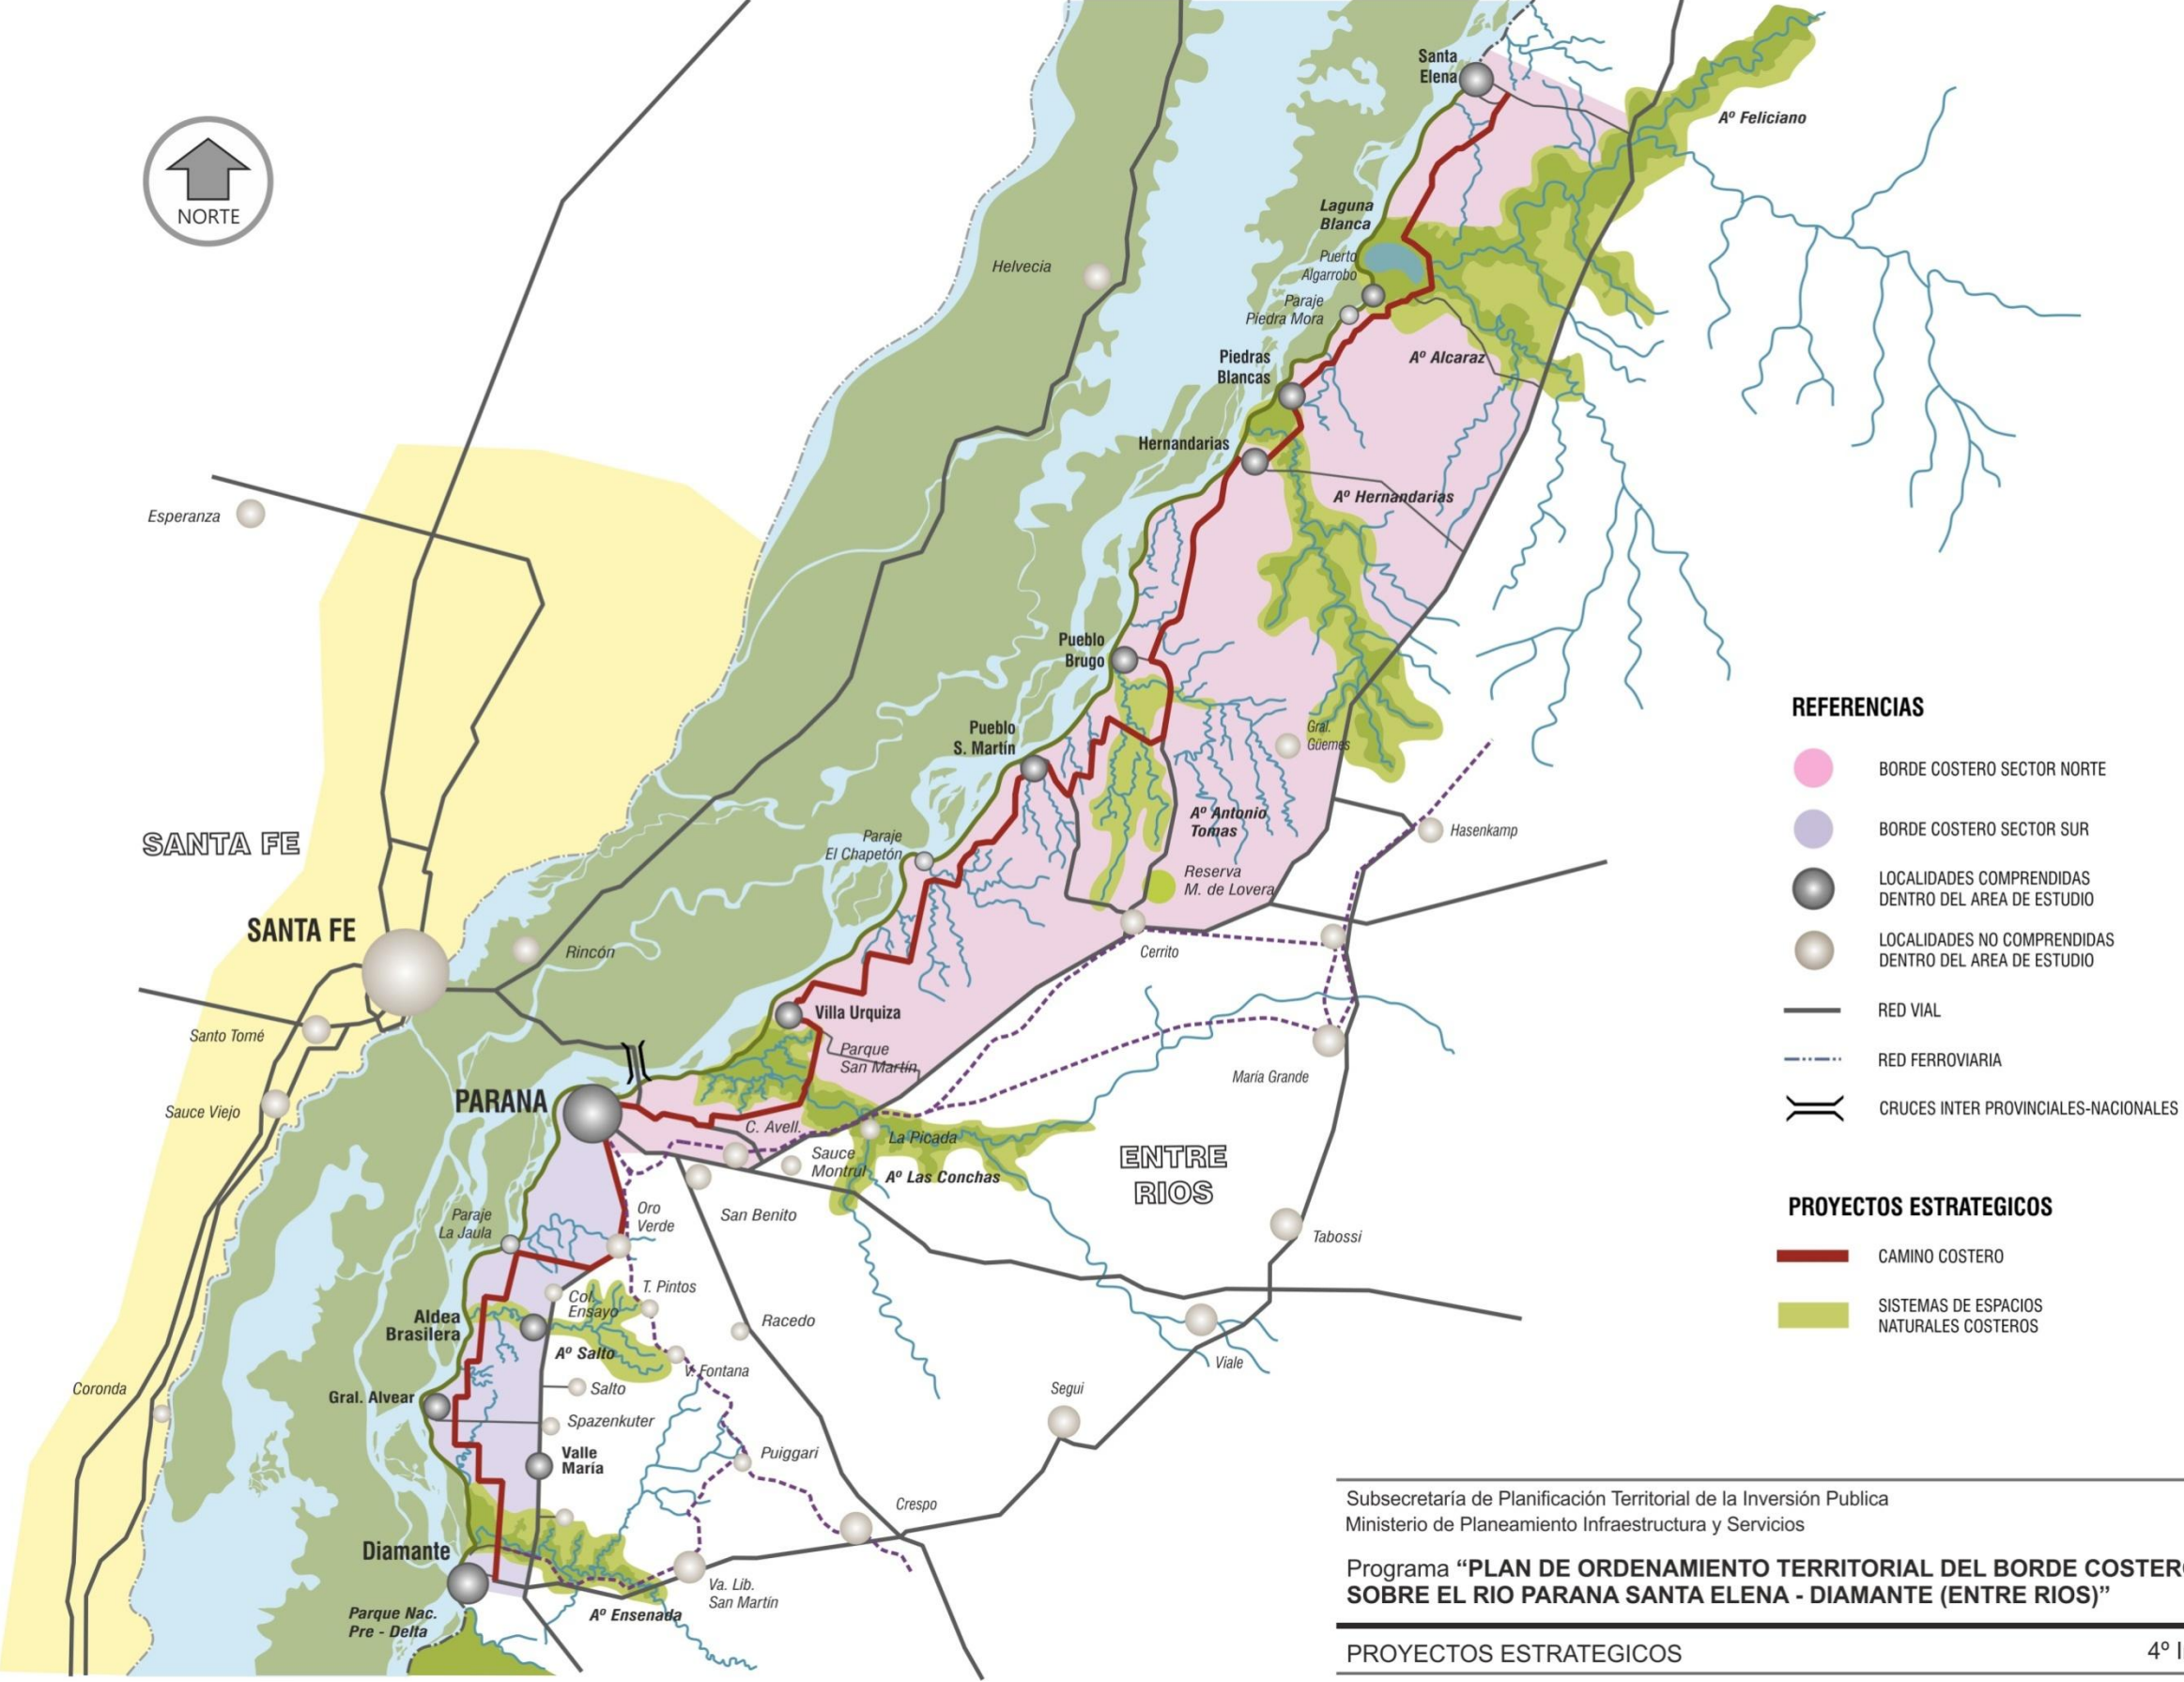 NORTE
Santa
Elena
Aº Feliciano
Laguna
Blanca
Puerto
Algarrobo
Paraje
Piedra Mora
Helvecia
Piedras
Blancas
Aº Alcaraz
Hernandarias
Aº Hernandarias
Esperanza
Pueblo
Brugo
Pueblo
S. Martín
Gral.
Güemes
Aº Antonio
Tomas
Hasenkamp
Paraje
El Chapetón
Reserva
M. de Lovera
SANTA FE
SANTA FE
Rincón
Cerrito
Villa Urquiza
Parque
San Martín
Santo Tomé
María Grande
Sauce Viejo
PARANA
C. Avell.
La Picada
Sauce
Montrul
Aº Las Conchas
ENTRE
RIOS
Oro
Verde
San Benito
Paraje
La Jaula
Tabossi
T. Pintos
Col.
Ensayo
Aldea
Brasilera
Racedo
Aº Salto
V. Fontana
Viale
Coronda
Gral. Alvear
Salto
Segui
Spazenkuter
Valle
María
Puiggari
Crespo
Diamante
Va. Lib.
San Martín
Parque Nac.
Pre - Delta
Aº Ensenada
REFERENCIAS
BORDE COSTERO SECTOR NORTE
BORDE COSTERO SECTOR SUR
LOCALIDADES COMPRENDIDAS
DENTRO DEL AREA DE ESTUDIO
LOCALIDADES NO COMPRENDIDAS
DENTRO DEL AREA DE ESTUDIO
RED VIAL
RED FERROVIARIA
CRUCES INTER PROVINCIALES-NACIONALES
PROYECTOS ESTRATEGICOS
CAMINO COSTERO
SISTEMAS DE ESPACIOS
NATURALES COSTEROS
Subsecretaría de Planificación Territorial de la Inversión Publica
Ministerio de Planeamiento Infraestructura y Servicios
Programa “PLAN DE ORDENAMIENTO TERRITORIAL DEL BORDE COSTERO
SOBRE EL RIO PARANA SANTA ELENA - DIAMANTE (ENTRE RIOS)”
PROYECTOS ESTRATEGICOS
4º